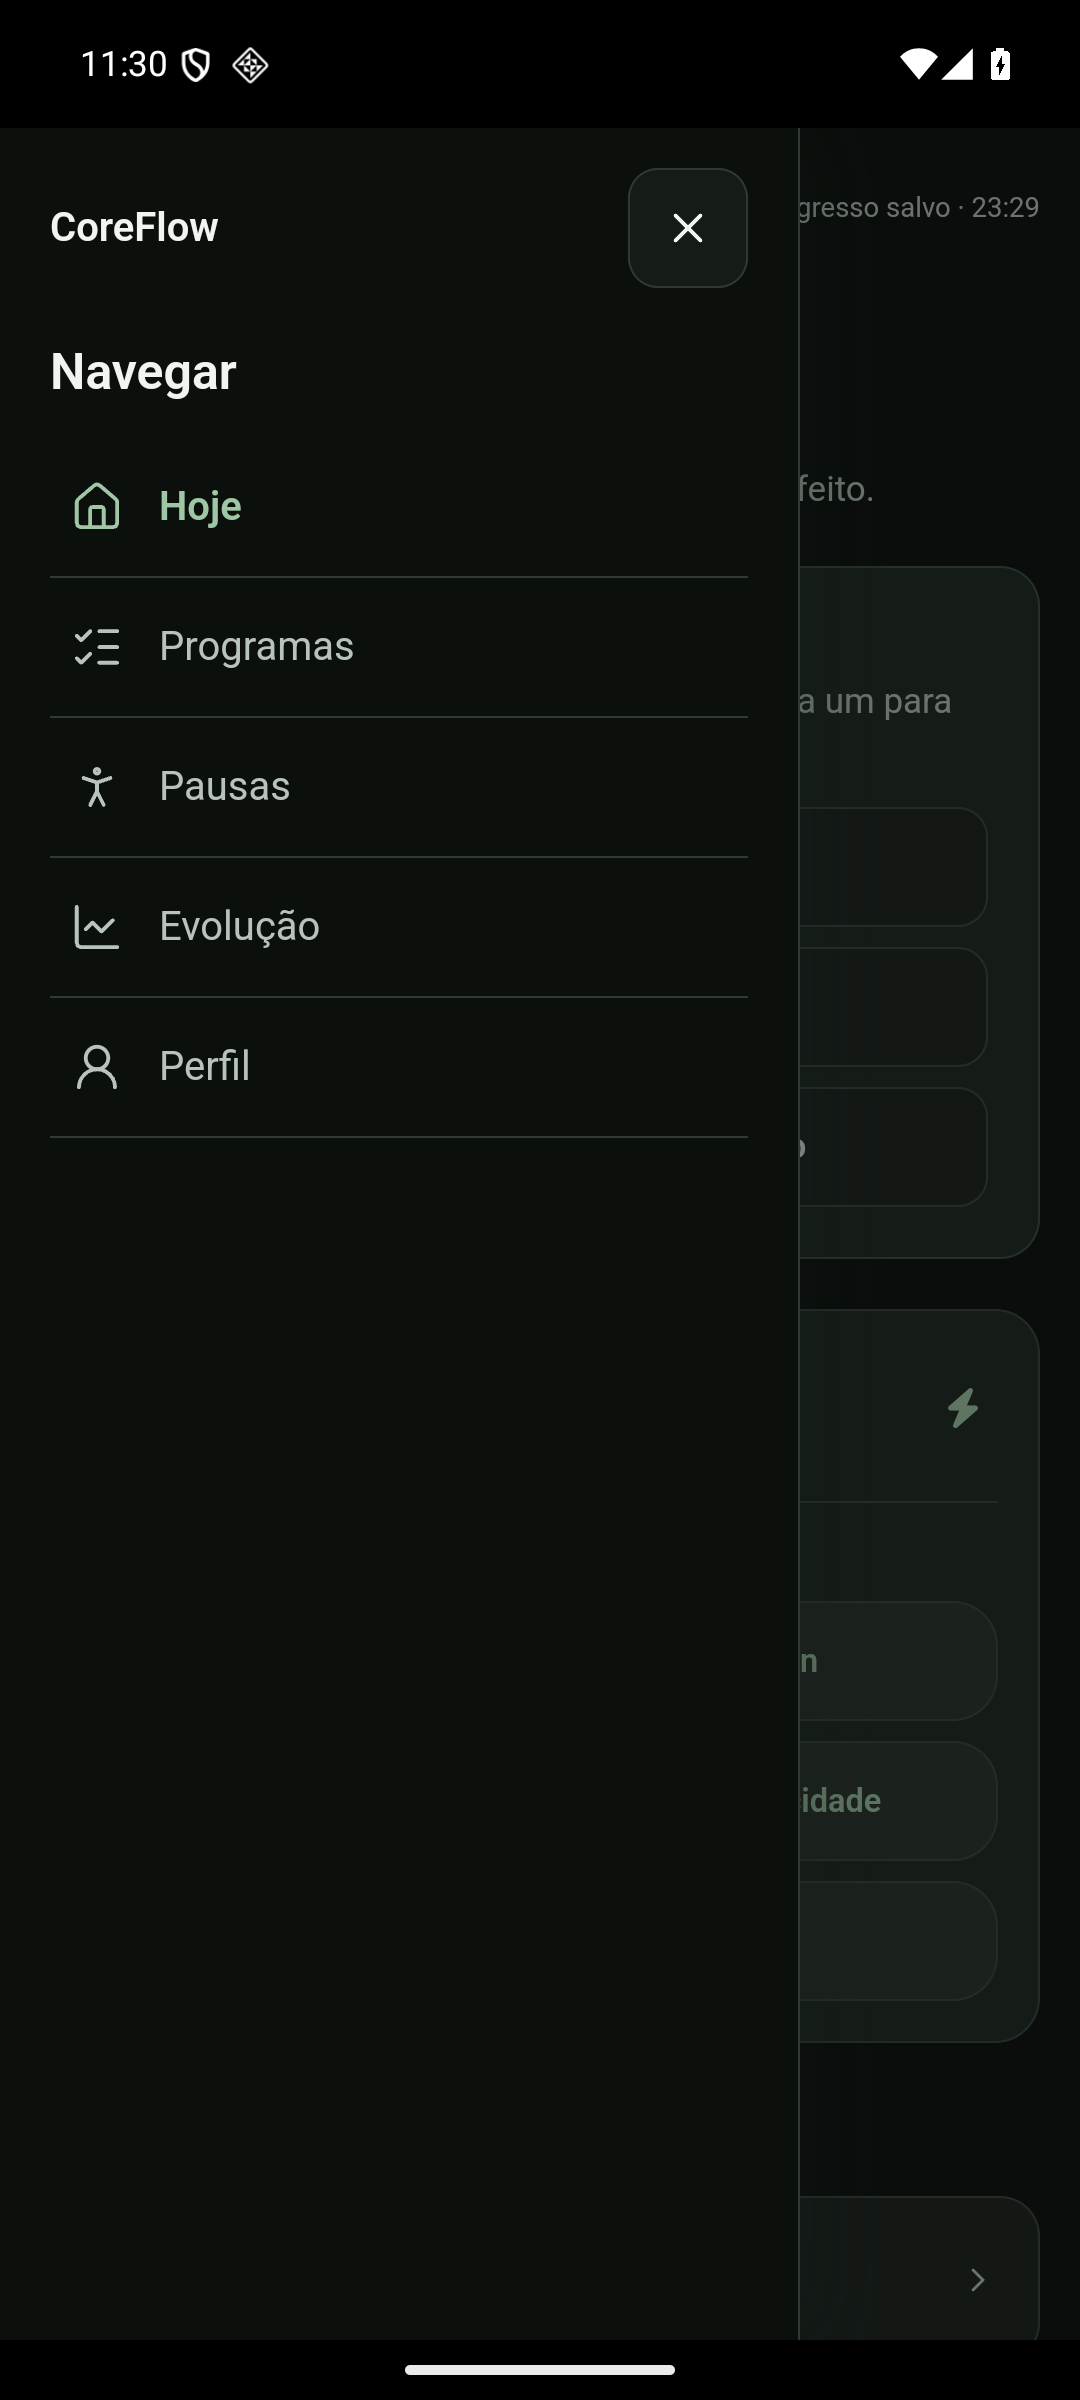 11:30
CoreFlow
gresso salvo · 23:29
Navegar
Hoje
feito.
Programas
a um para
Pausas
Evolução
Perfil
n
idade